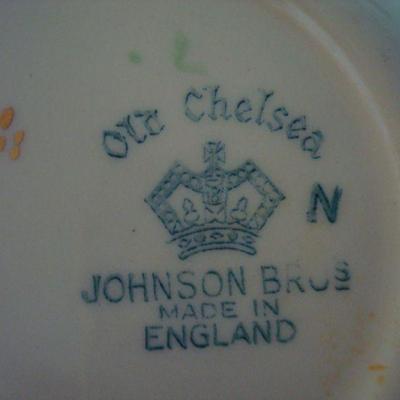 Old Chelsea
N
JOHNSON BROS
MADE IN
ENGLAND